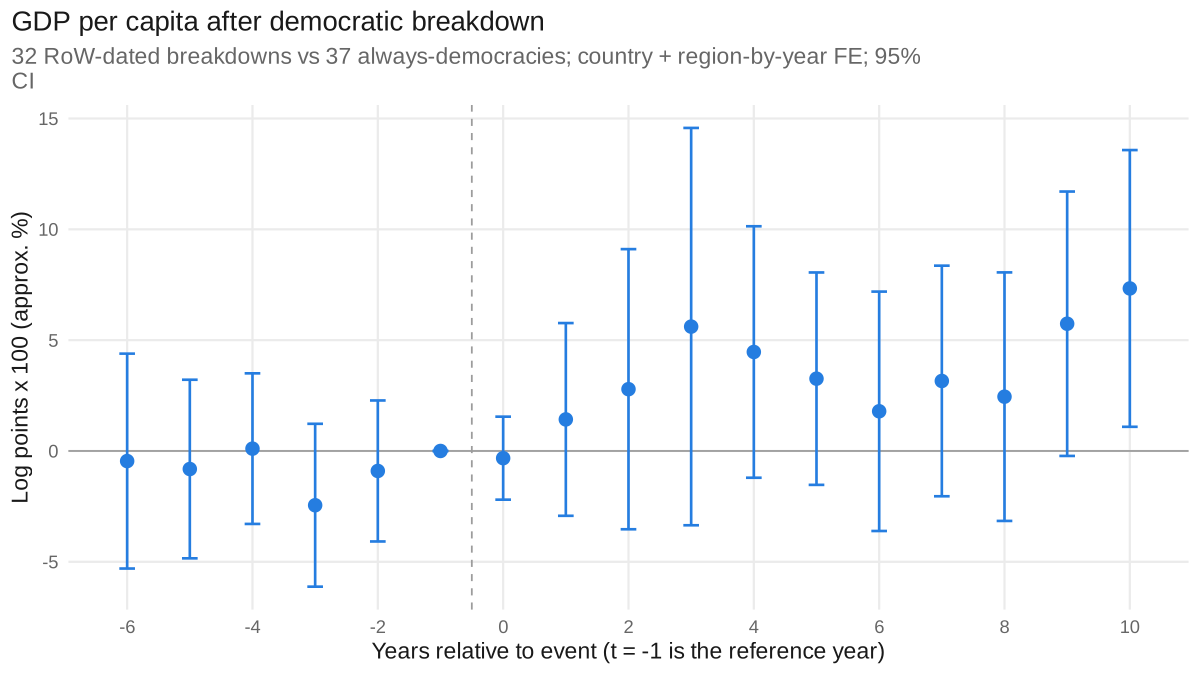 GDP per capita after democratic breakdown
32 RoW-dated breakdowns vs 37 always-democracies; country + region-by-year FE; 95%
CI
15
10
5
0
-5
Log points x 100 (approx. %)
-6 -4 -2 0 2 4 6 8 10
Years relative to event (t = -1 is the reference year)